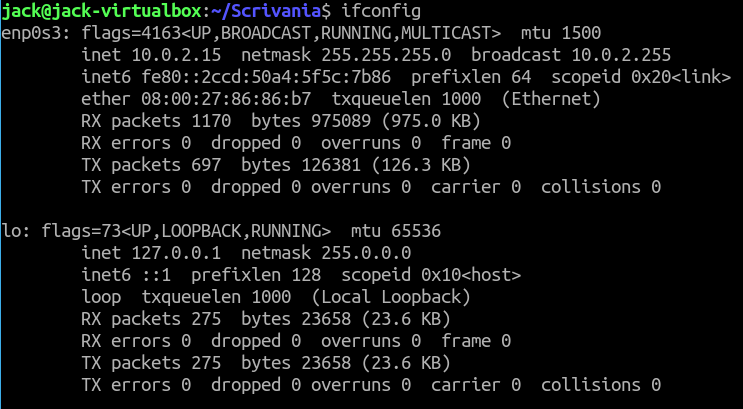 jack@jack-virtualbox:~/Scrivania$ ifconfig
enp0s3: flags=4163<UP,BROADCAST,RUNNING,MULTICAST>  mtu 1500
        inet 10.0.2.15  netmask 255.255.255.0  broadcast 10.0.2.255
        inet6 fe80::2ccd:50a4:5f5c:7b86  prefixlen 64  scopeid 0x20<link>
        ether 08:00:27:86:86:b7  txqueuelen 1000  (Ethernet)
        RX packets 1170  bytes 975089 (975.0 KB)
        RX errors 0  dropped 0  overruns 0  frame 0
        TX packets 697  bytes 126381 (126.3 KB)
        TX errors 0  dropped 0 overruns 0  carrier 0  collisions 0

lo: flags=73<UP,LOOPBACK,RUNNING>  mtu 65536
        inet 127.0.0.1  netmask 255.0.0.0
        inet6 ::1  prefixlen 128  scopeid 0x10<host>
        loop  txqueuelen 1000  (Local Loopback)
        RX packets 275  bytes 23658 (23.6 KB)
        RX errors 0  dropped 0  overruns 0  frame 0
        TX packets 275  bytes 23658 (23.6 KB)
        TX errors 0  dropped 0 overruns 0  carrier 0  collisions 0